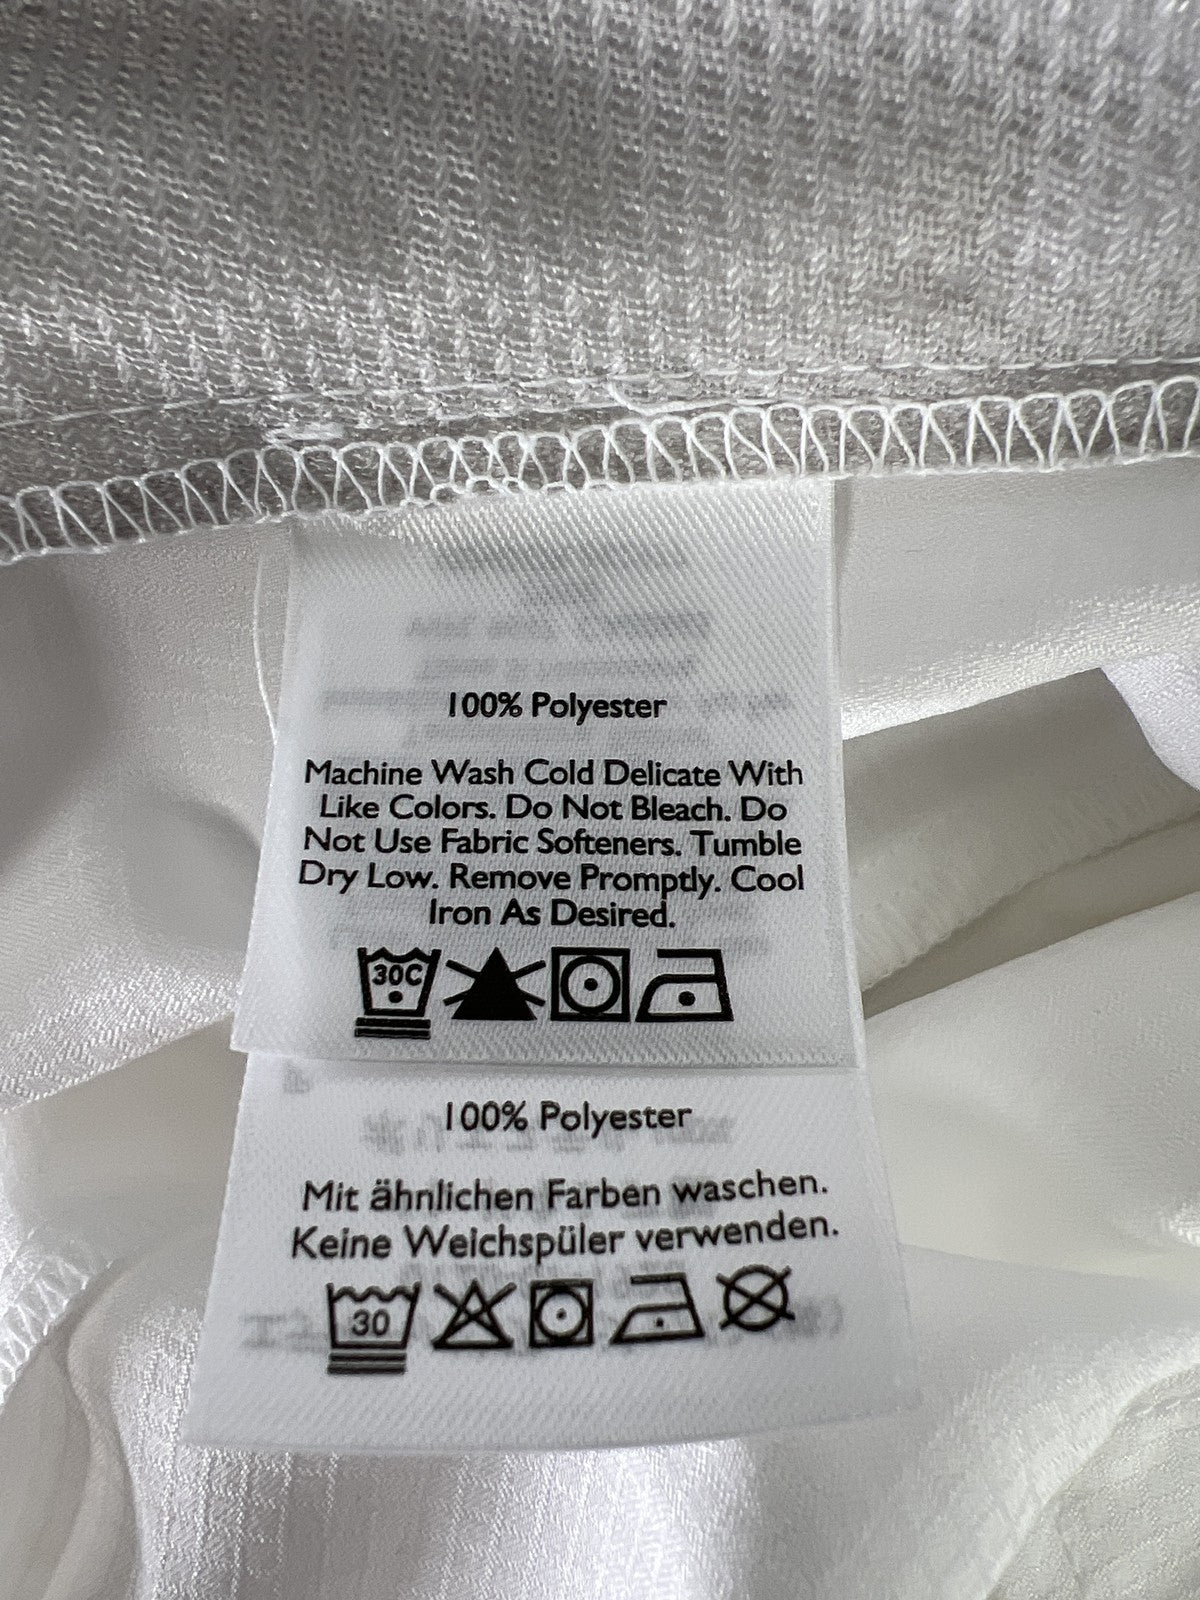 100% Polyester
Machine Wash Cold Delicate With
Like Colors. Do Not Bleach. Do
Not Use Fabric Softeners. Tumble
Dry Low. Remove Promptly. Cool
Iron As Desired.
30C
100% Polyester
Mit ähnlichen Farben waschen.
Keine Weichspüler verwenden.
30